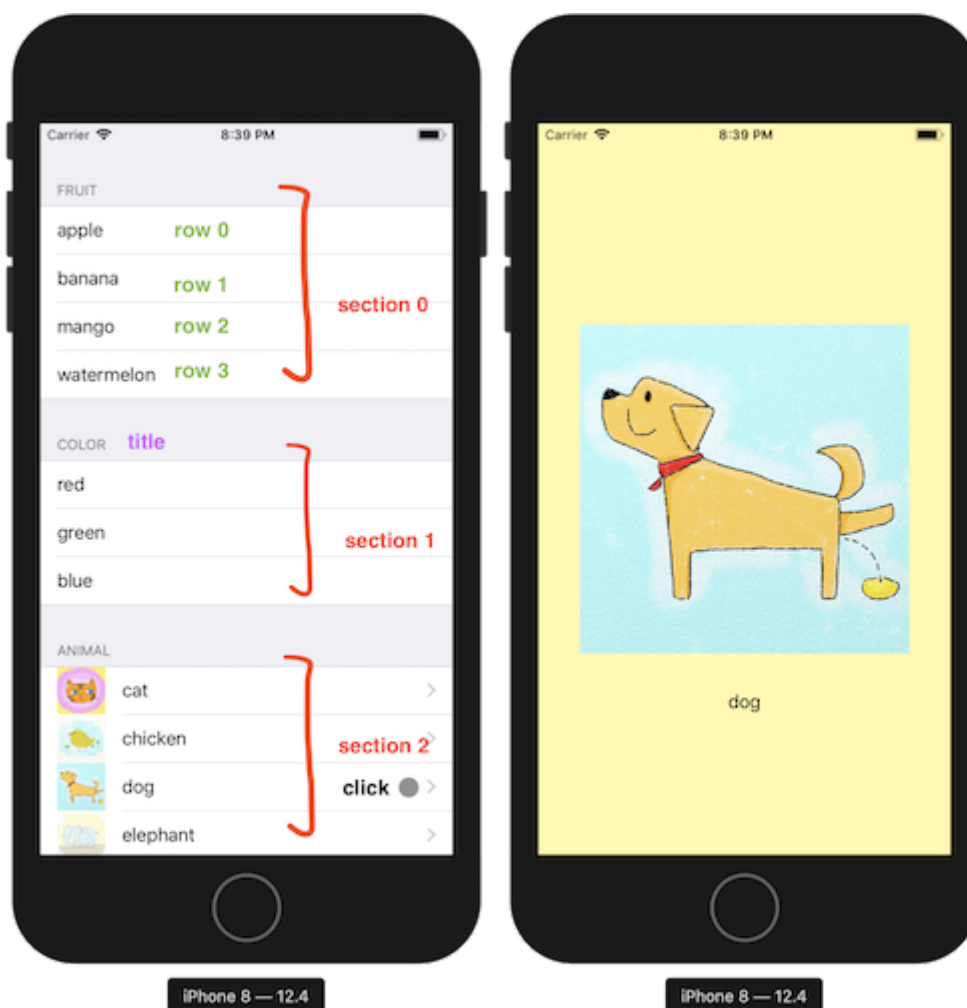 Carrier 8:39 PM
FRUIT
apple row 0
banana row 1
section 0
mango row 2
watermelon row 3
COLOR title
red
green section 1
blue
ANIMAL
cat
chicken section 2
dog click
elephant
iPhone 8 — 12.4
Carrier 8:39 PM
dog
iPhone 8 — 12.4